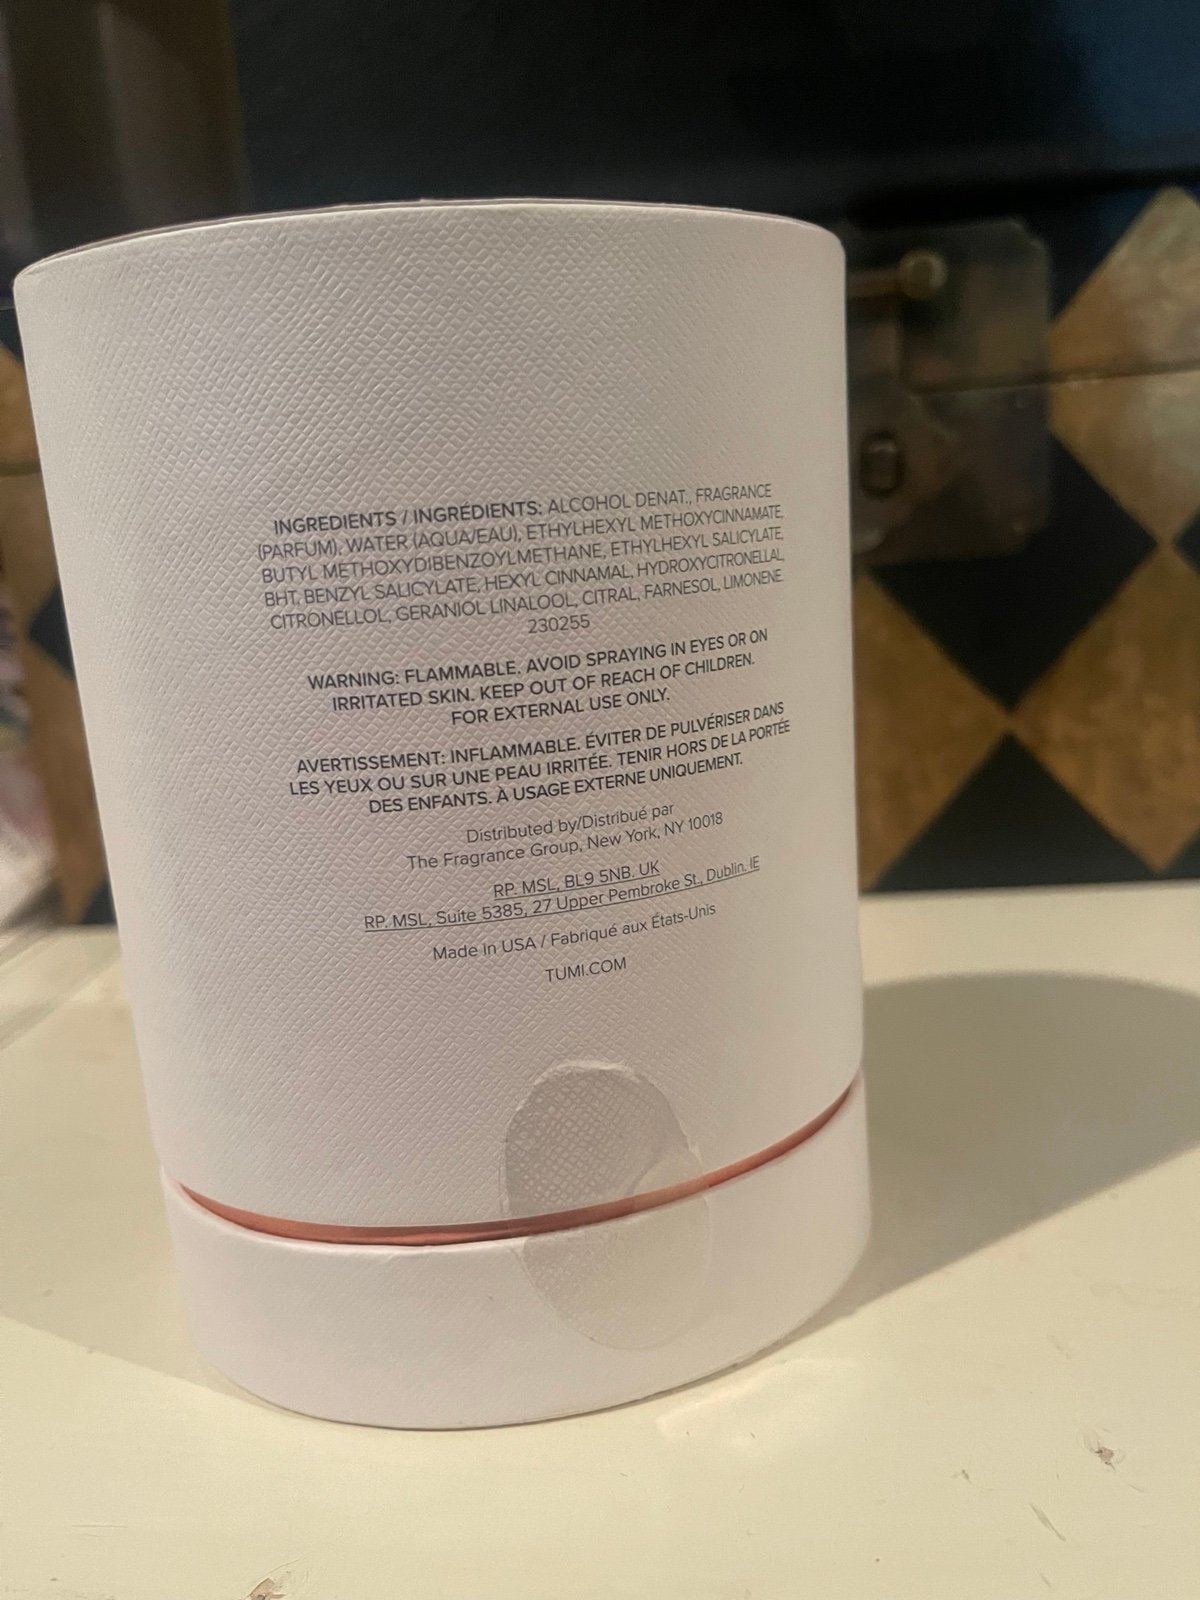 INGREDIENTS / INGRÉDIENTS: ALCOHOL DENAT., FRAGRANCE
(PARFUM), WATER (AQUA/EAU), ETHYLHEXYL METHOXYCINNAMATE,
BUTYL METHOXYDIBENZOYLMETHANE, ETHYLHEXYL SALICYLATE,
BHT, BENZYL SALICYLATE, HEXYL CINNAMAL, HYDROXYCITRONELLAL,
CITRONELLOL, GERANIOL LINALOOL, CITRAL, FARNESOL, LIMONENE
230255
WARNING: FLAMMABLE. AVOID SPRAYING IN EYES OR ON
IRRITATED SKIN. KEEP OUT OF REACH OF CHILDREN.
FOR EXTERNAL USE ONLY.
AVERTISSEMENT: INFLAMMABLE. ÉVITER DE PULVÉRISER DANS
LES YEUX OU SUR UNE PEAU IRRITÉE. TENIR HORS DE LA PORTÉE
DES ENFANTS. À USAGE EXTERNE UNIQUEMENT.
Distributed by/Distribué par
The Fragrance Group, New York, NY 10018
RP. MSL, BL9 5NB. UK
RP. MSL, Suite 5385, 27 Upper Pembroke St., Dublin. IE
Made in USA / Fabriqué aux États-Unis
TUMI.COM